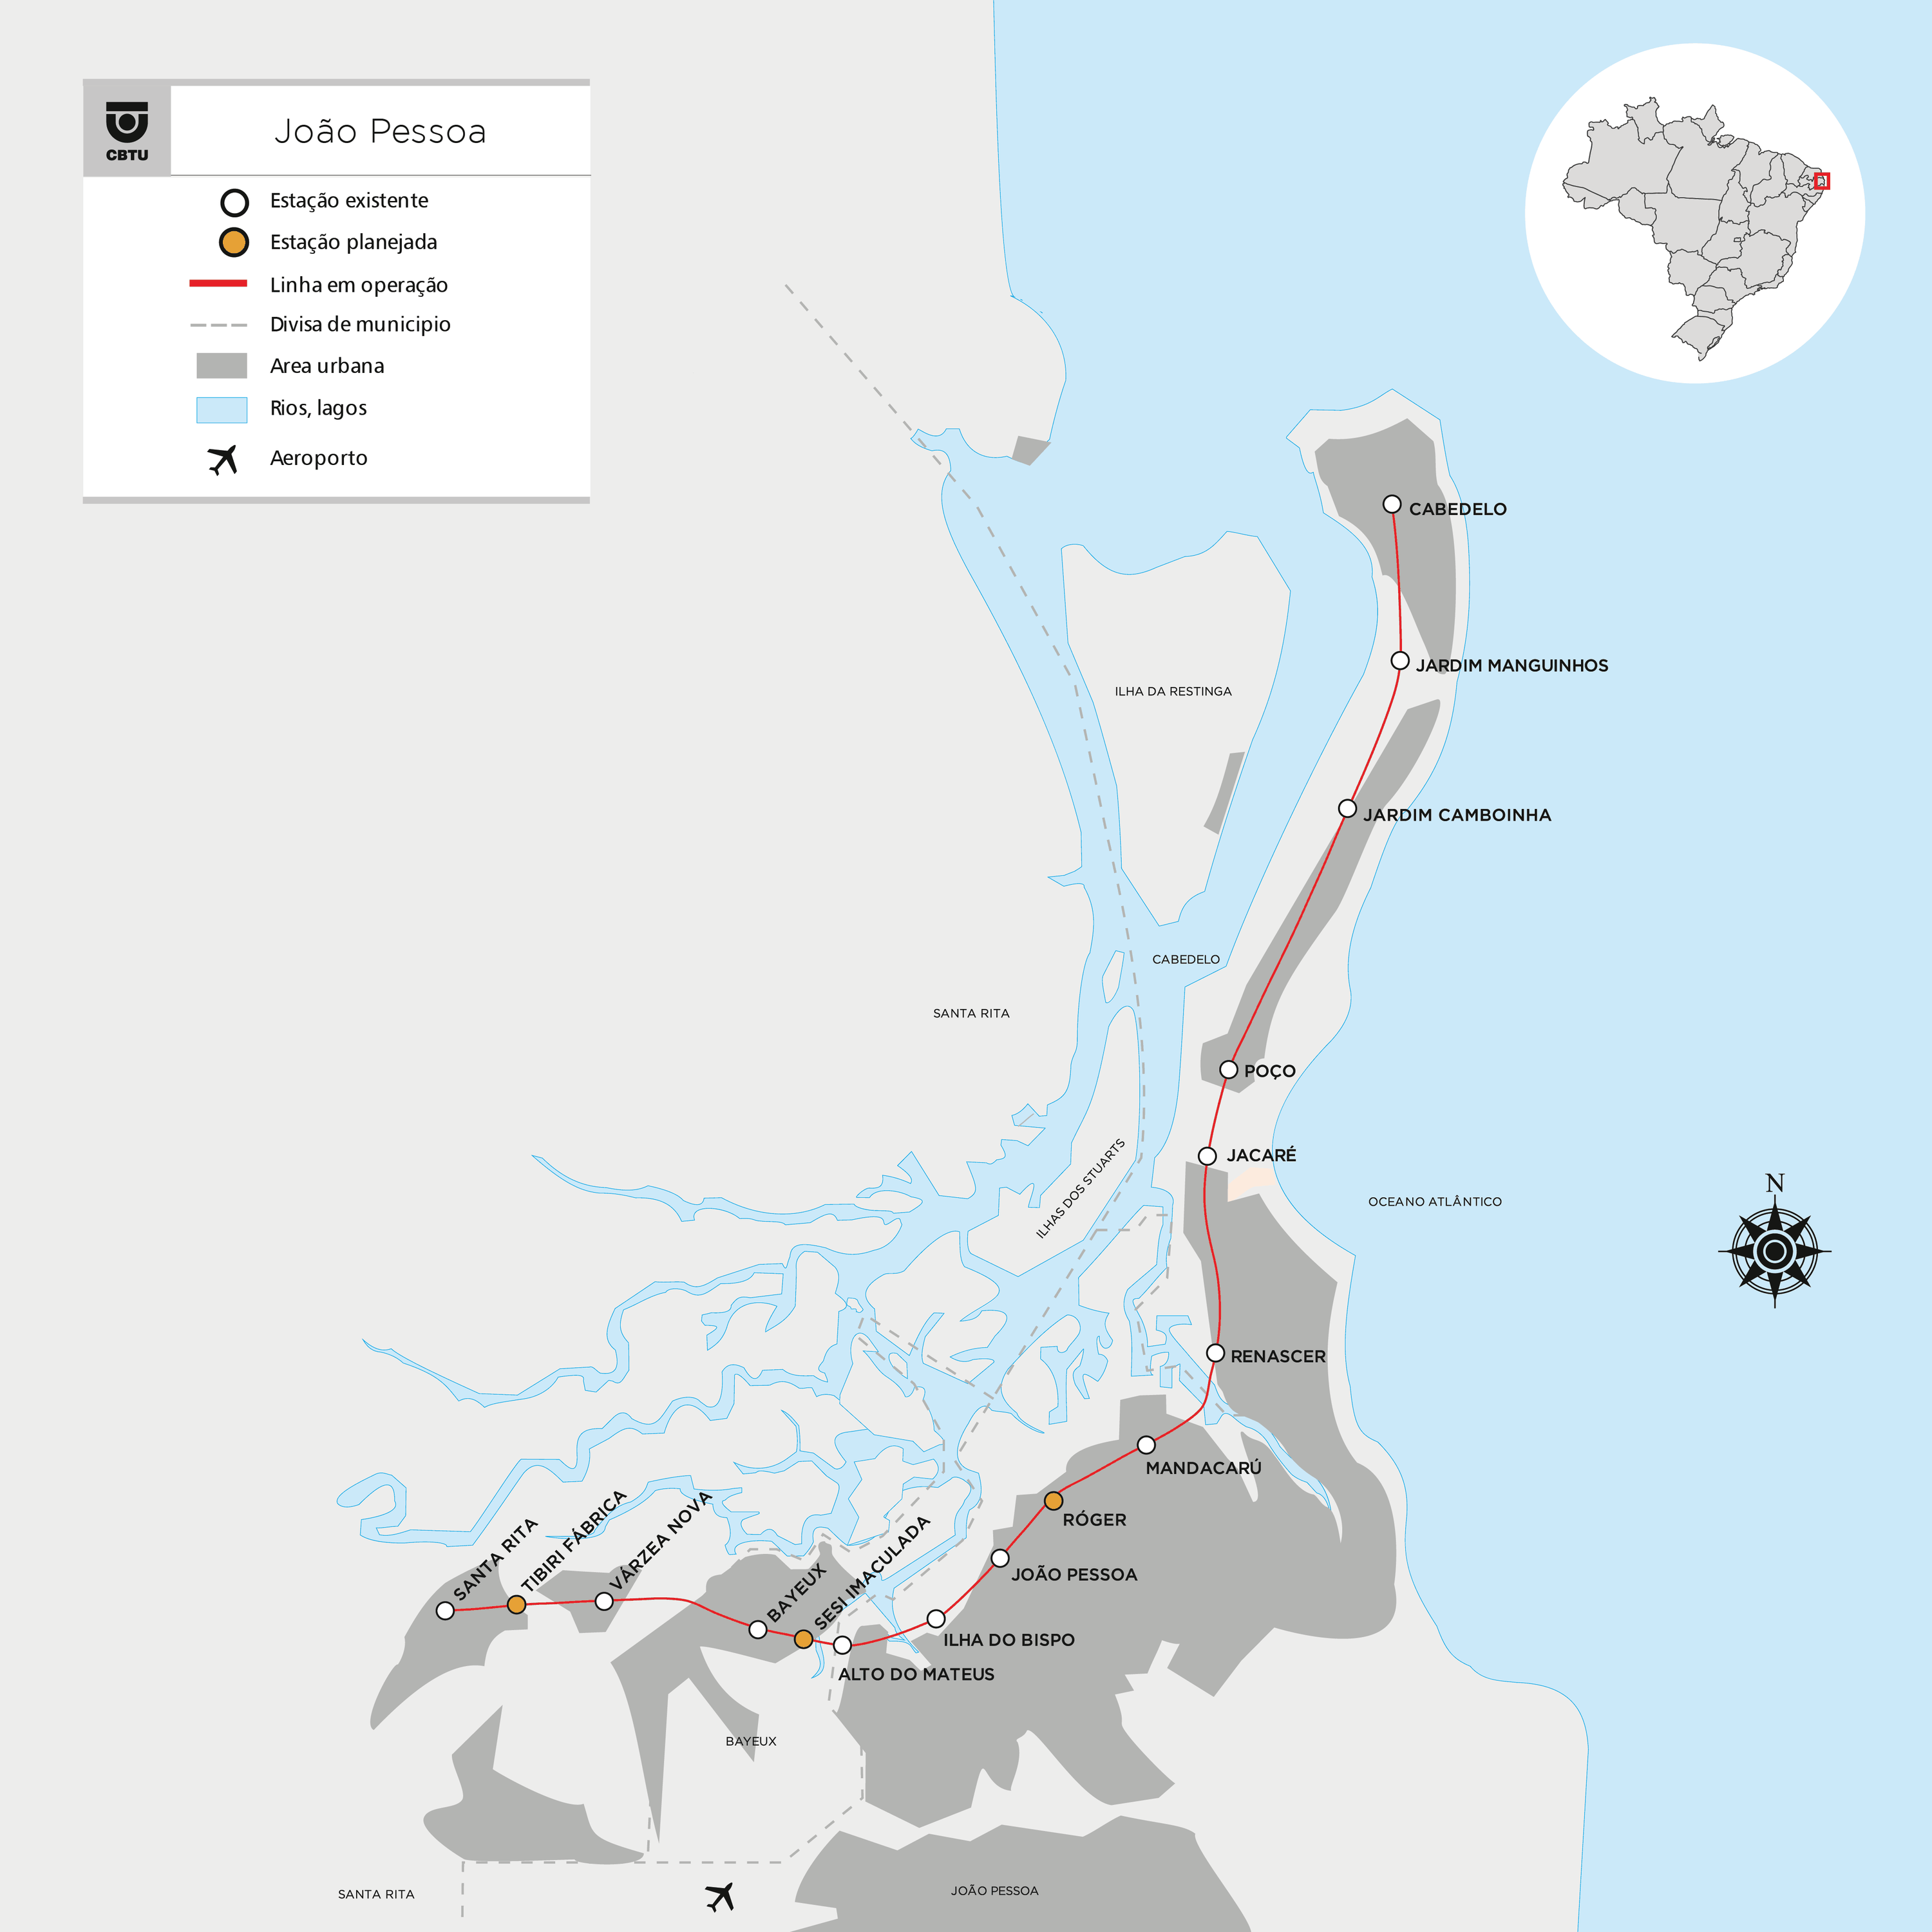 CBTU
João Pessoa
Estação existente
Estação planejada
Linha em operação
Divisa de municipio
Area urbana
Rios, lagos
Aeroporto
CABEDELO
JARDIM MANGUINHOS
ILHA DA RESTINGA
JARDIM CAMBOINHA
CABEDELO
SANTA RITA
POÇO
JACARÉ
ILHAS DOS STUARTS
OCEANO ATLÂNTICO
N
RENASCER
MANDACARÚ
RÓGER
JOÃO PESSOA
ILHA DO BISPO
ALTO DO MATEUS
SESI IMACULADA
BAYEUX
VÁRZEA NOVA
TIBIRI FÁBRICA
SANTA RITA
BAYEUX
SANTA RITA
JOÃO PESSOA